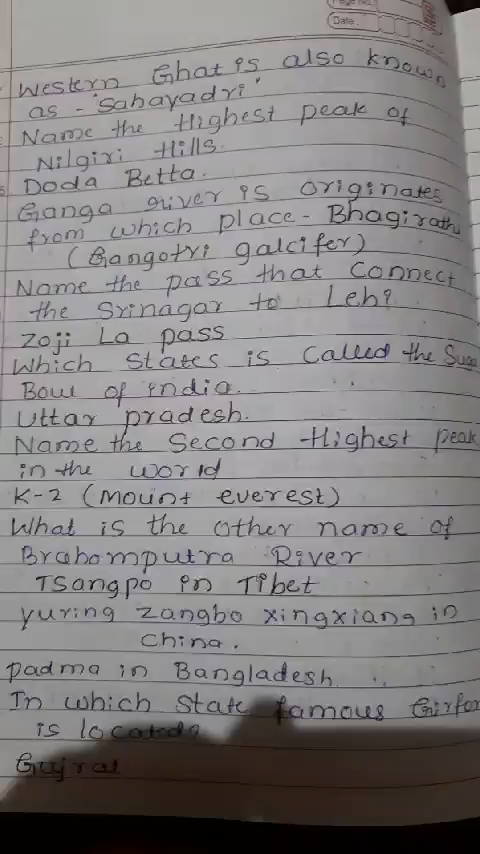 Page No.
Date
Western Ghat is also known
as - 'Sahayadri'
Name the Highest peak of
Nilgiri Hills.
Doda Betta.
Ganga river is originates
from which place - Bhagirathi
(Gangotri galcifer)
Name the pass that connect
the Srinagar to Leh?
Zoji La pass
Which States is called the
Bowl of india.
Uttar pradesh.
Name the Second Highest peak
in the world
K-2 (mount everest)
What is the other name of
Brahomputra River
Tsangpo in Tibet
yuring zangbo xingxiang in
China.
padma in Bangladesh
In which State famous
is located?
Gujrat